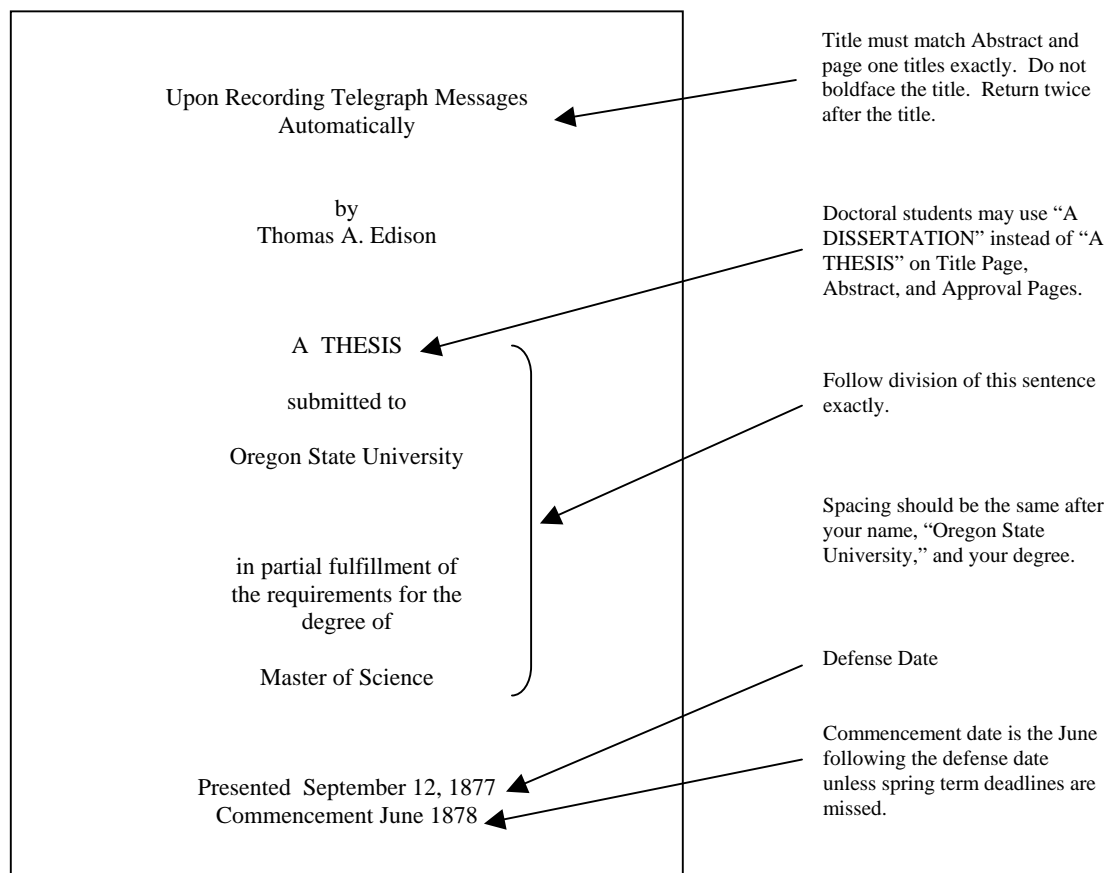 Upon Recording Telegraph Messages
Automatically
by
Thomas A. Edison
A  THESIS
submitted to
Oregon State University
in partial fulfillment of
the requirements for the
degree of
Master of Science
Presented  September 12, 1877
Commencement June 1878
Title must match Abstract and
page one titles exactly.  Do not
boldface the title.  Return twice
after the title.
Doctoral students may use “A
DISSERTATION” instead of “A
THESIS” on Title Page,
Abstract, and Approval Pages.
Follow division of this sentence
exactly.
Spacing should be the same after
your name, “Oregon State
University,” and your degree.
Defense Date
Commencement date is the June
following the defense date
unless spring term deadlines are
missed.